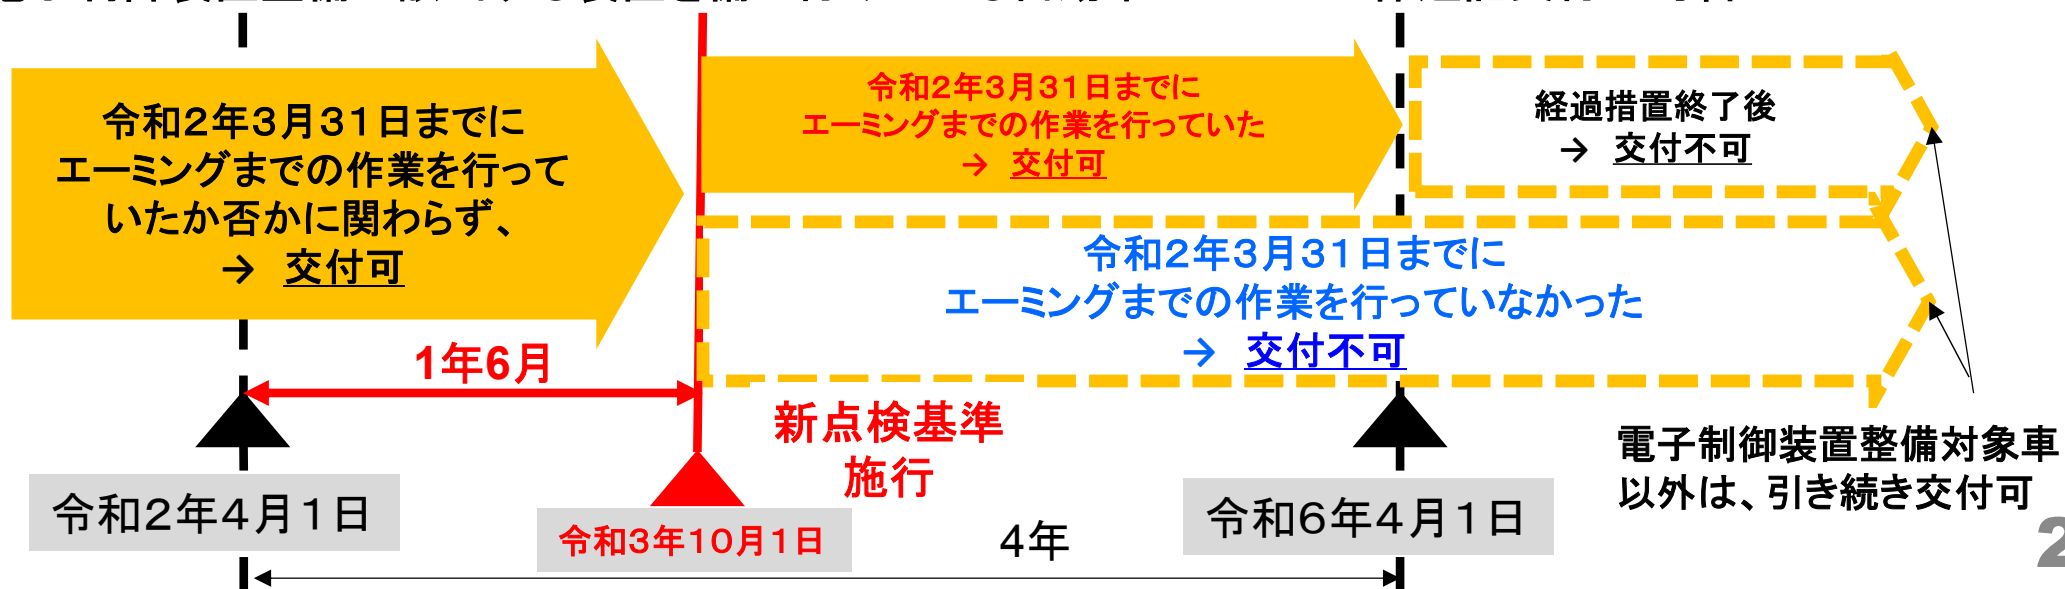 令和2年3月31日までに
エーミングまでの作業を行って
いたか否かに関わらず、
→ 交付可
令和2年3月31日までに
エーミングまでの作業を行っていた
→ 交付可
経過措置終了後
→ 交付不可
令和2年3月31日までに
エーミングまでの作業を行っていなかった
→ 交付不可
1年6月
新点検基準
施行
電子制御装置整備対象車
以外は、引き続き交付可
令和2年4月1日
令和3年10月1日
令和6年4月1日
4年
2